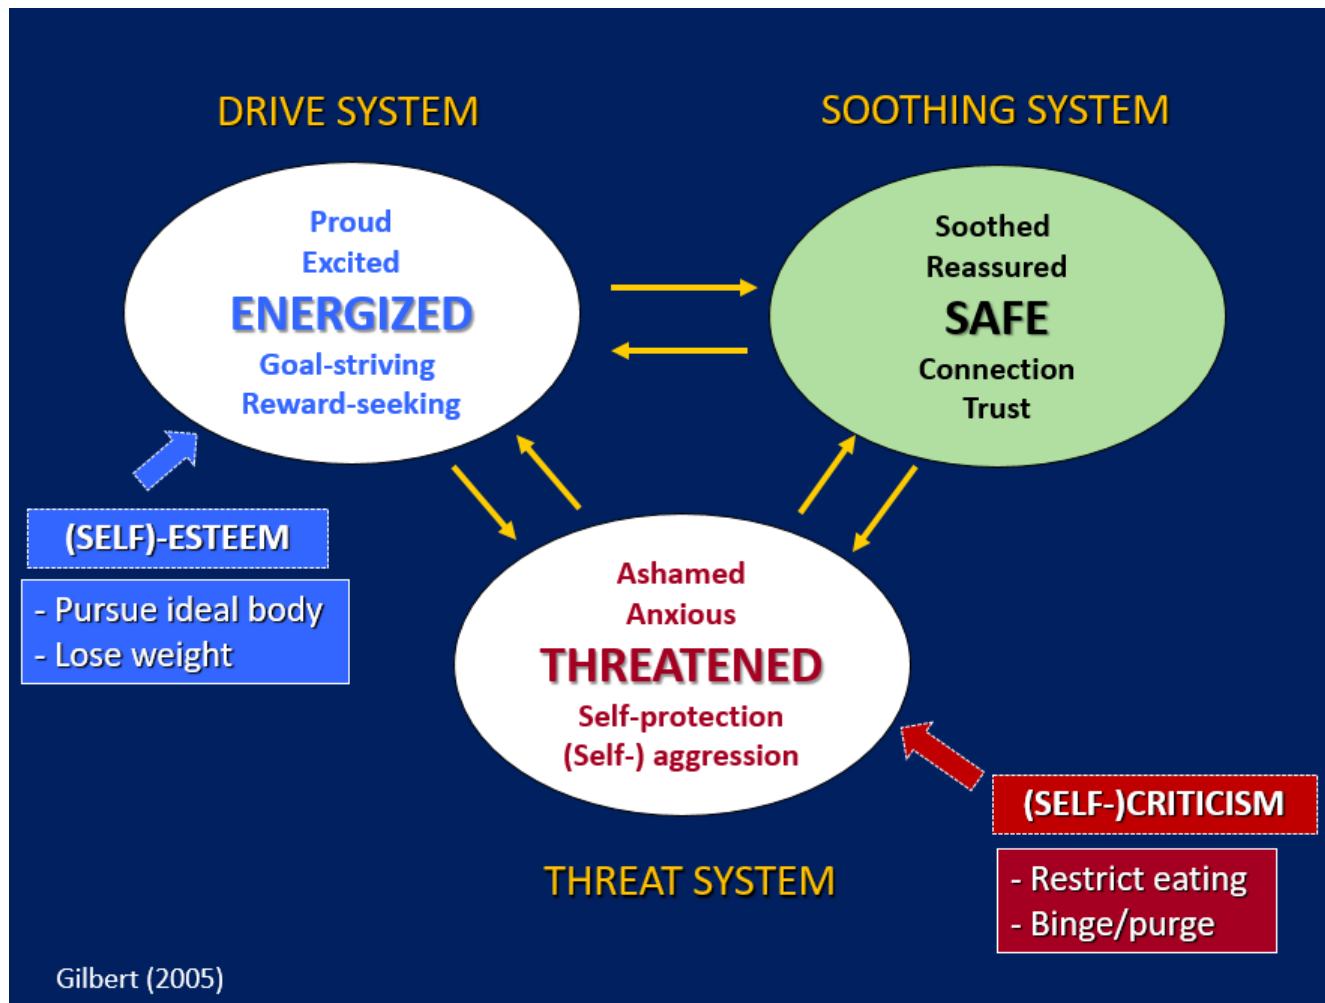 DRIVE SYSTEM
SOOTHING SYSTEM
Proud
Excited
ENERGIZED
Goal-striving
Reward-seeking
Soothed
Reassured
SAFE
Connection
Trust
(SELF)-ESTEEM
- Pursue ideal body
- Lose weight
Ashamed
Anxious
THREATENED
Self-protection
(Self-) aggression
(SELF-)CRITICISM
- Restrict eating
- Binge/purge
THREAT SYSTEM
Gilbert (2005)